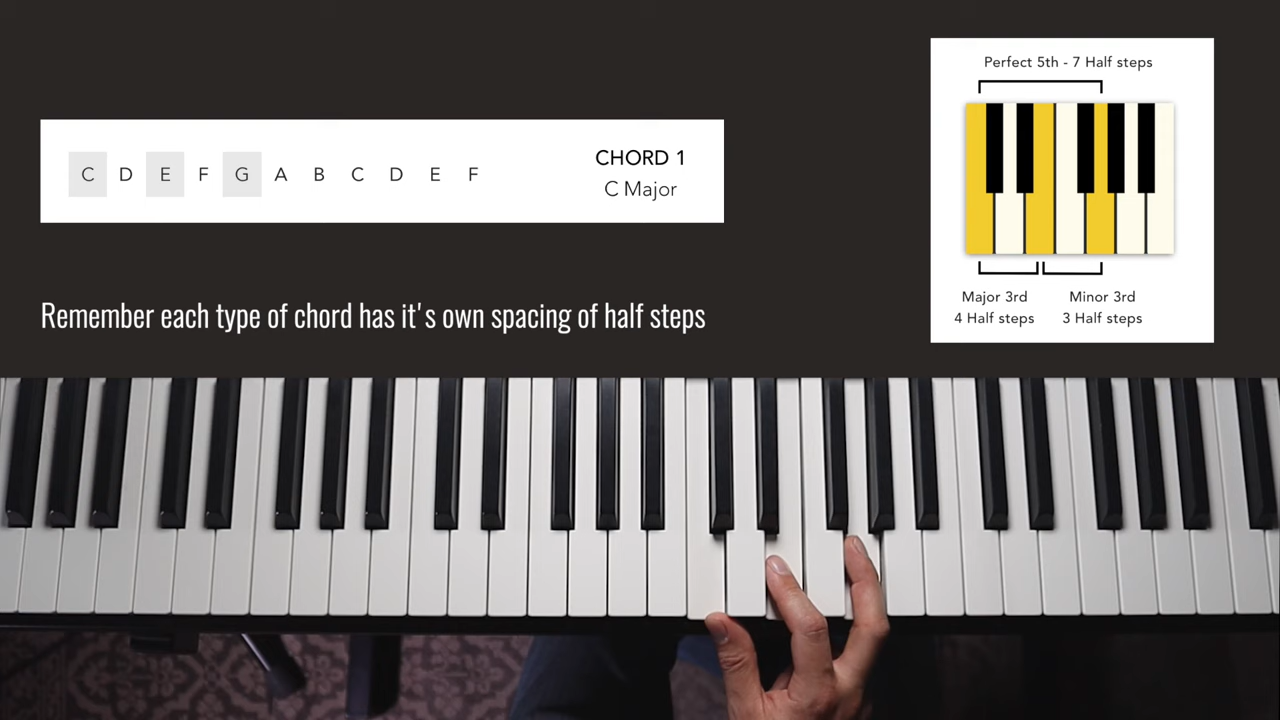 Perfect 5th - 7 Half steps
C D E F G A B C D E F
CHORD 1
C Major
Major 3rd
4 Half steps
Minor 3rd
3 Half steps
Remember each type of chord has it's own spacing of half steps